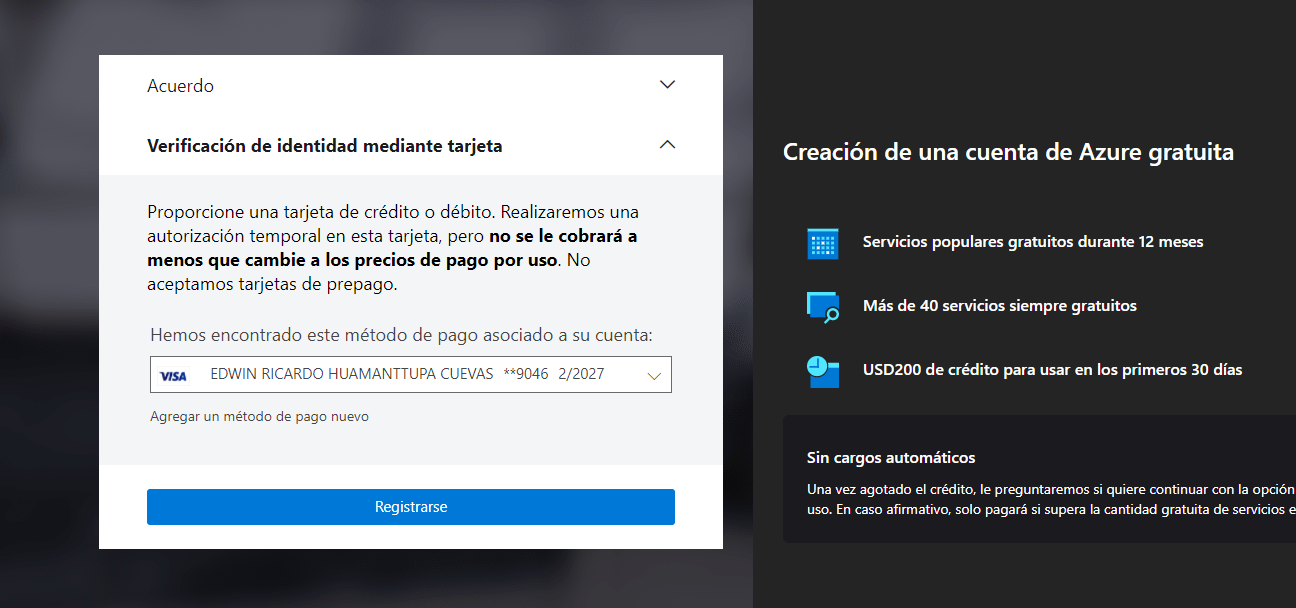 Acuerdo
Verificación de identidad mediante tarjeta
Proporcione una tarjeta de crédito o débito. Realizaremos una
autorización temporal en esta tarjeta, pero no se le cobrará a
menos que cambie a los precios de pago por uso. No
aceptamos tarjetas de prepago.
Hemos encontrado este método de pago asociado a su cuenta:
VISA EDWIN RICARDO HUAMANTTUPA CUEVAS **9046 2/2027
Agregar un método de pago nuevo
Registrarse
Creación de una cuenta de Azure gratuita
Servicios populares gratuitos durante 12 meses
Más de 40 servicios siempre gratuitos
USD200 de crédito para usar en los primeros 30 días
Sin cargos automáticos
Una vez agotado el crédito, le preguntaremos si quiere continuar con la opción
uso. En caso afirmativo, solo pagará si supera la cantidad gratuita de servicios e